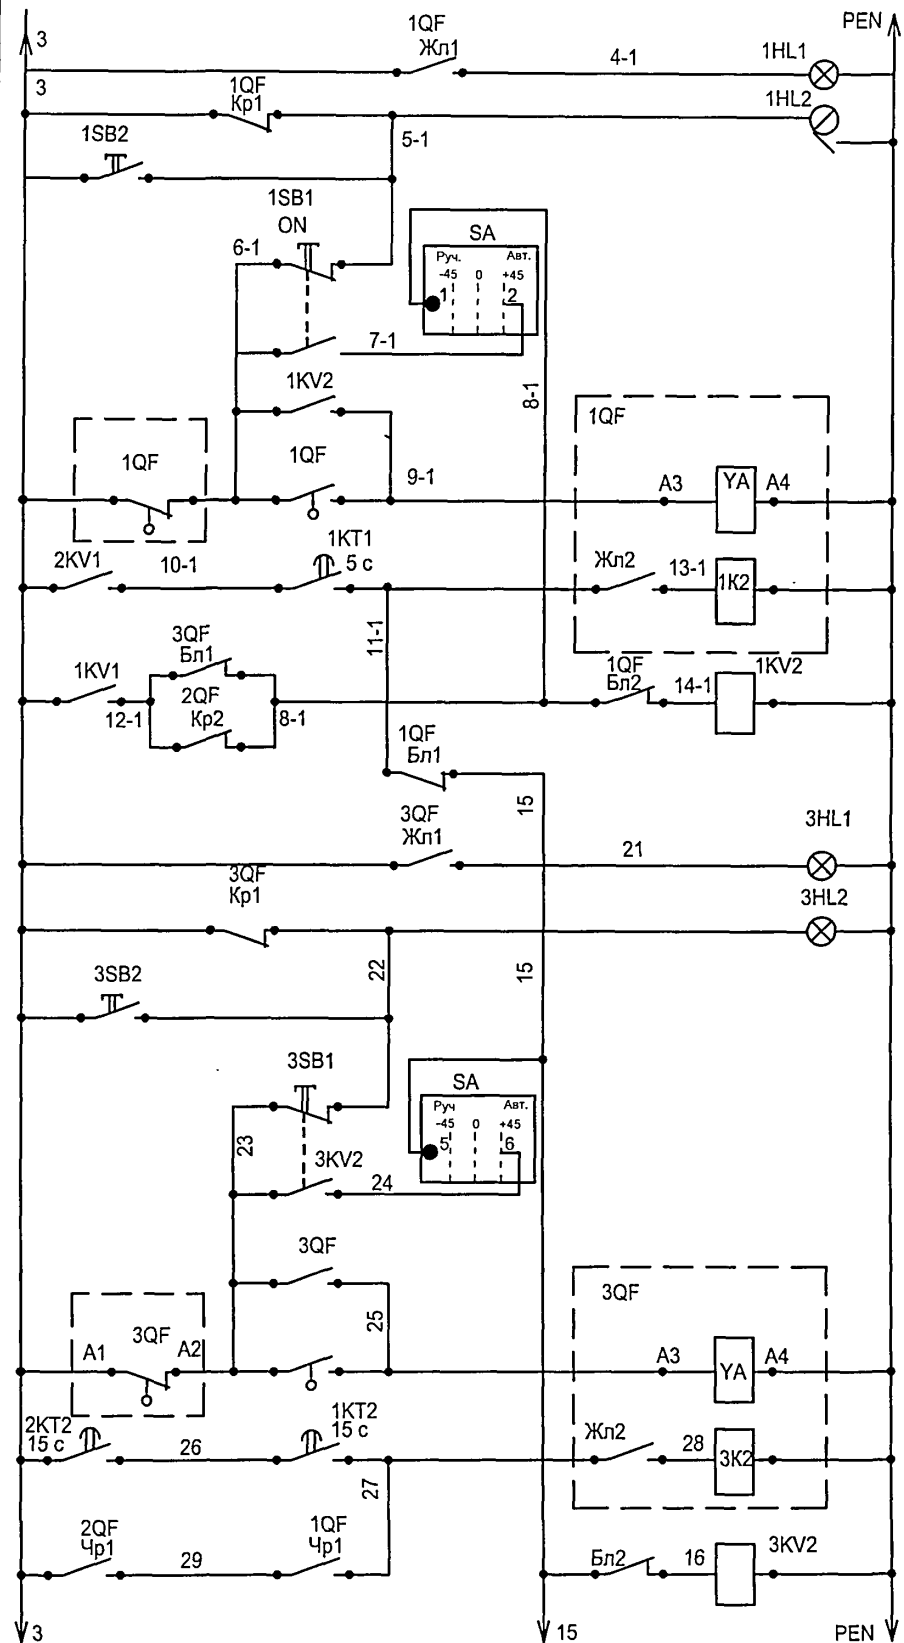 3
1QF
Жл1
4-1
1HL1
PEN
3
1QF
Кр1
1HL2
5-1
1SB2
1SB1
ON
6-1
SA
Руч. Авт.
-45 0 +45
1 2
7-1
1KV2
8-1
1QF
1QF
1QF
9-1
A3
YA
A4
2KV1
10-1
1KT1
5 с
Жл2
13-1
1K2
11-1
3QF
Бл1
1KV1
12-1
2QF
Кр2
8-1
1QF
Бл2
14-1
1KV2
1QF
Бл1
15
3QF
Жл1
21
3HL1
3QF
Кр1
3HL2
22
15
3SB2
3SB1
SA
Руч Авт.
-45 0 +45
5 6
23
3KV2
24
3QF
25
3QF
3QF
A1
A2
A3
YA
A4
2KT2
15 с
26
1KT2
15 с
Жл2
28
3K2
27
2QF
Чр1
29
1QF
Чр1
Бл2
16
3KV2
3
15
PEN